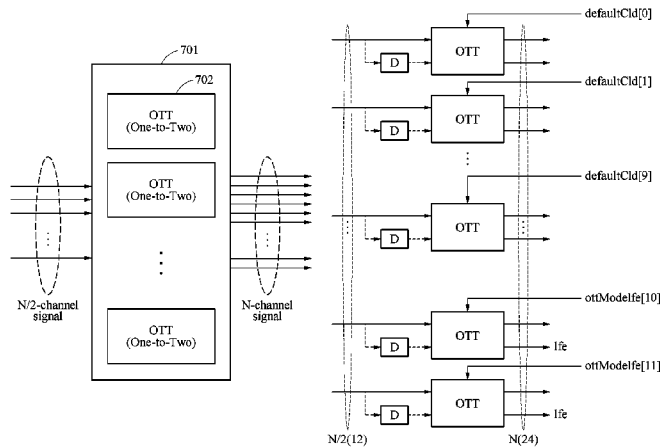 701
702
OTT
(One-to-Two)
OTT
(One-to-Two)
OTT
(One-to-Two)
N/2-channel
signal
N-channel
signal
defaultCld[0]
OTT
D
defaultCld[1]
OTT
D
defaultCld[9]
OTT
D
ottModelfe[10]
OTT
D
lfe
ottModelfe[11]
OTT
D
lfe
N/2(12)
N(24)